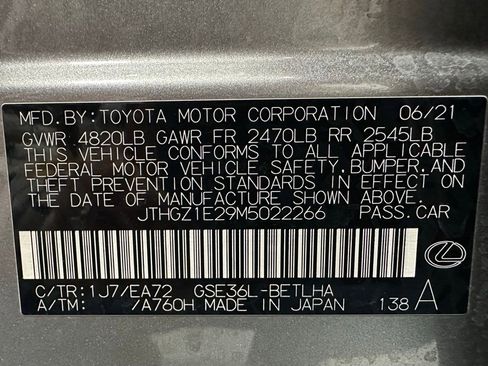 MFD. BY: TOYOTA MOTOR CORPORATION 06/21
GVWR 4820LB GAWR FR 2470LB RR 2545LB
THIS VEHICLE CONFORMS TO ALL APPLICABLE
FEDERAL MOTOR VEHICLE SAFETY, BUMPER, AND
THEFT PREVENTION STANDARDS IN EFFECT ON
THE DATE OF MANUFACTURE SHOWN ABOVE.
JTHGZ1E29M5022266 PASS. CAR
C/TR: 1J7/EA72 GSE36L-BETLHA
A/TM: /A760H MADE IN JAPAN 138 A